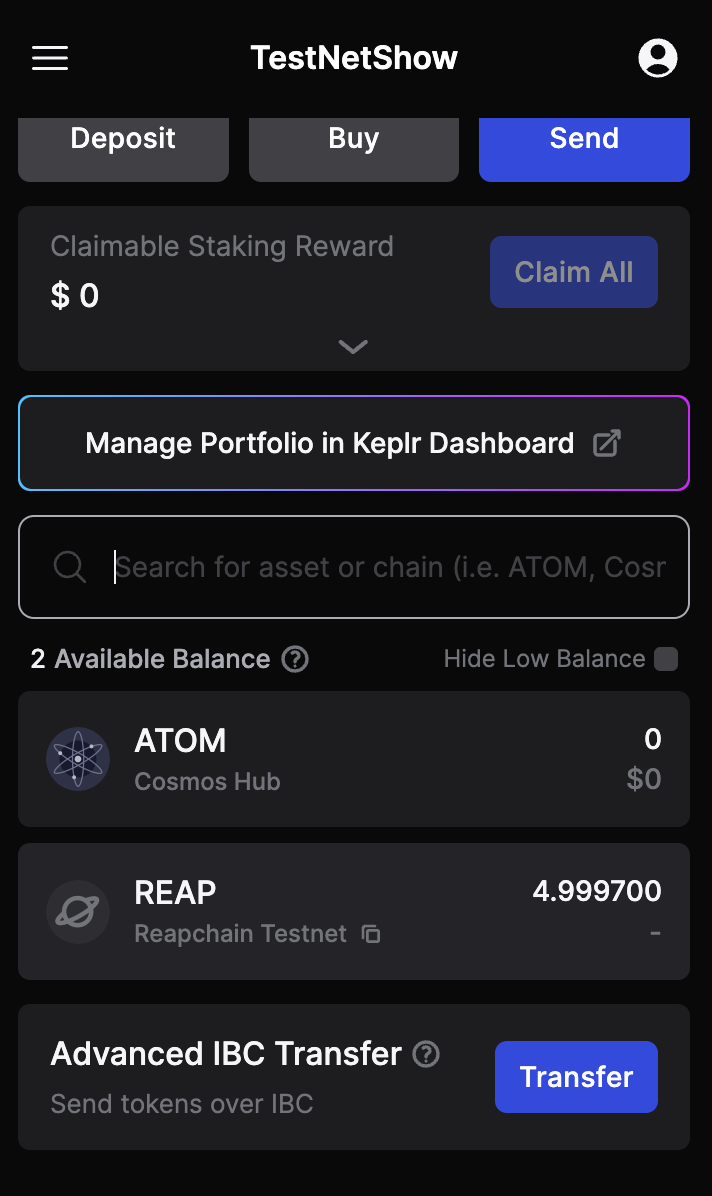 TestNetShow
Deposit
Buy
Send
Claimable Staking Reward
$ 0
Claim All
Manage Portfolio in Keplr Dashboard
Search for asset or chain (i.e. ATOM, Cosr
2 Available Balance ?
Hide Low Balance
ATOM
0
Cosmos Hub
$0
REAP
4.999700
Reapchain Testnet
-
Advanced IBC Transfer ?
Transfer
Send tokens over IBC